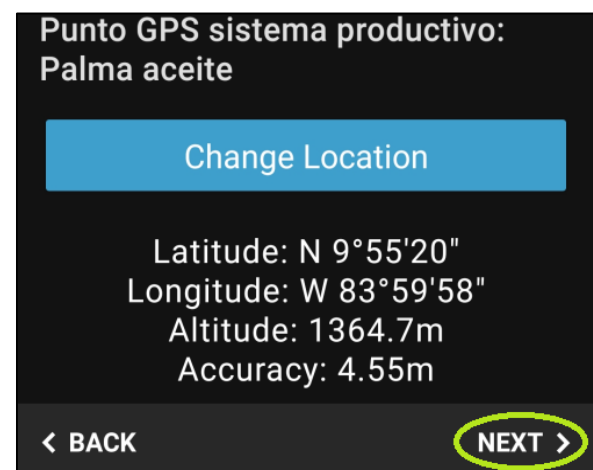 Punto GPS sistema productivo:
Palma aceite
Change Location
Latitude: N 9°55'20"
Longitude: W 83°59'58"
Altitude: 1364.7m
Accuracy: 4.55m
< BACK
NEXT >